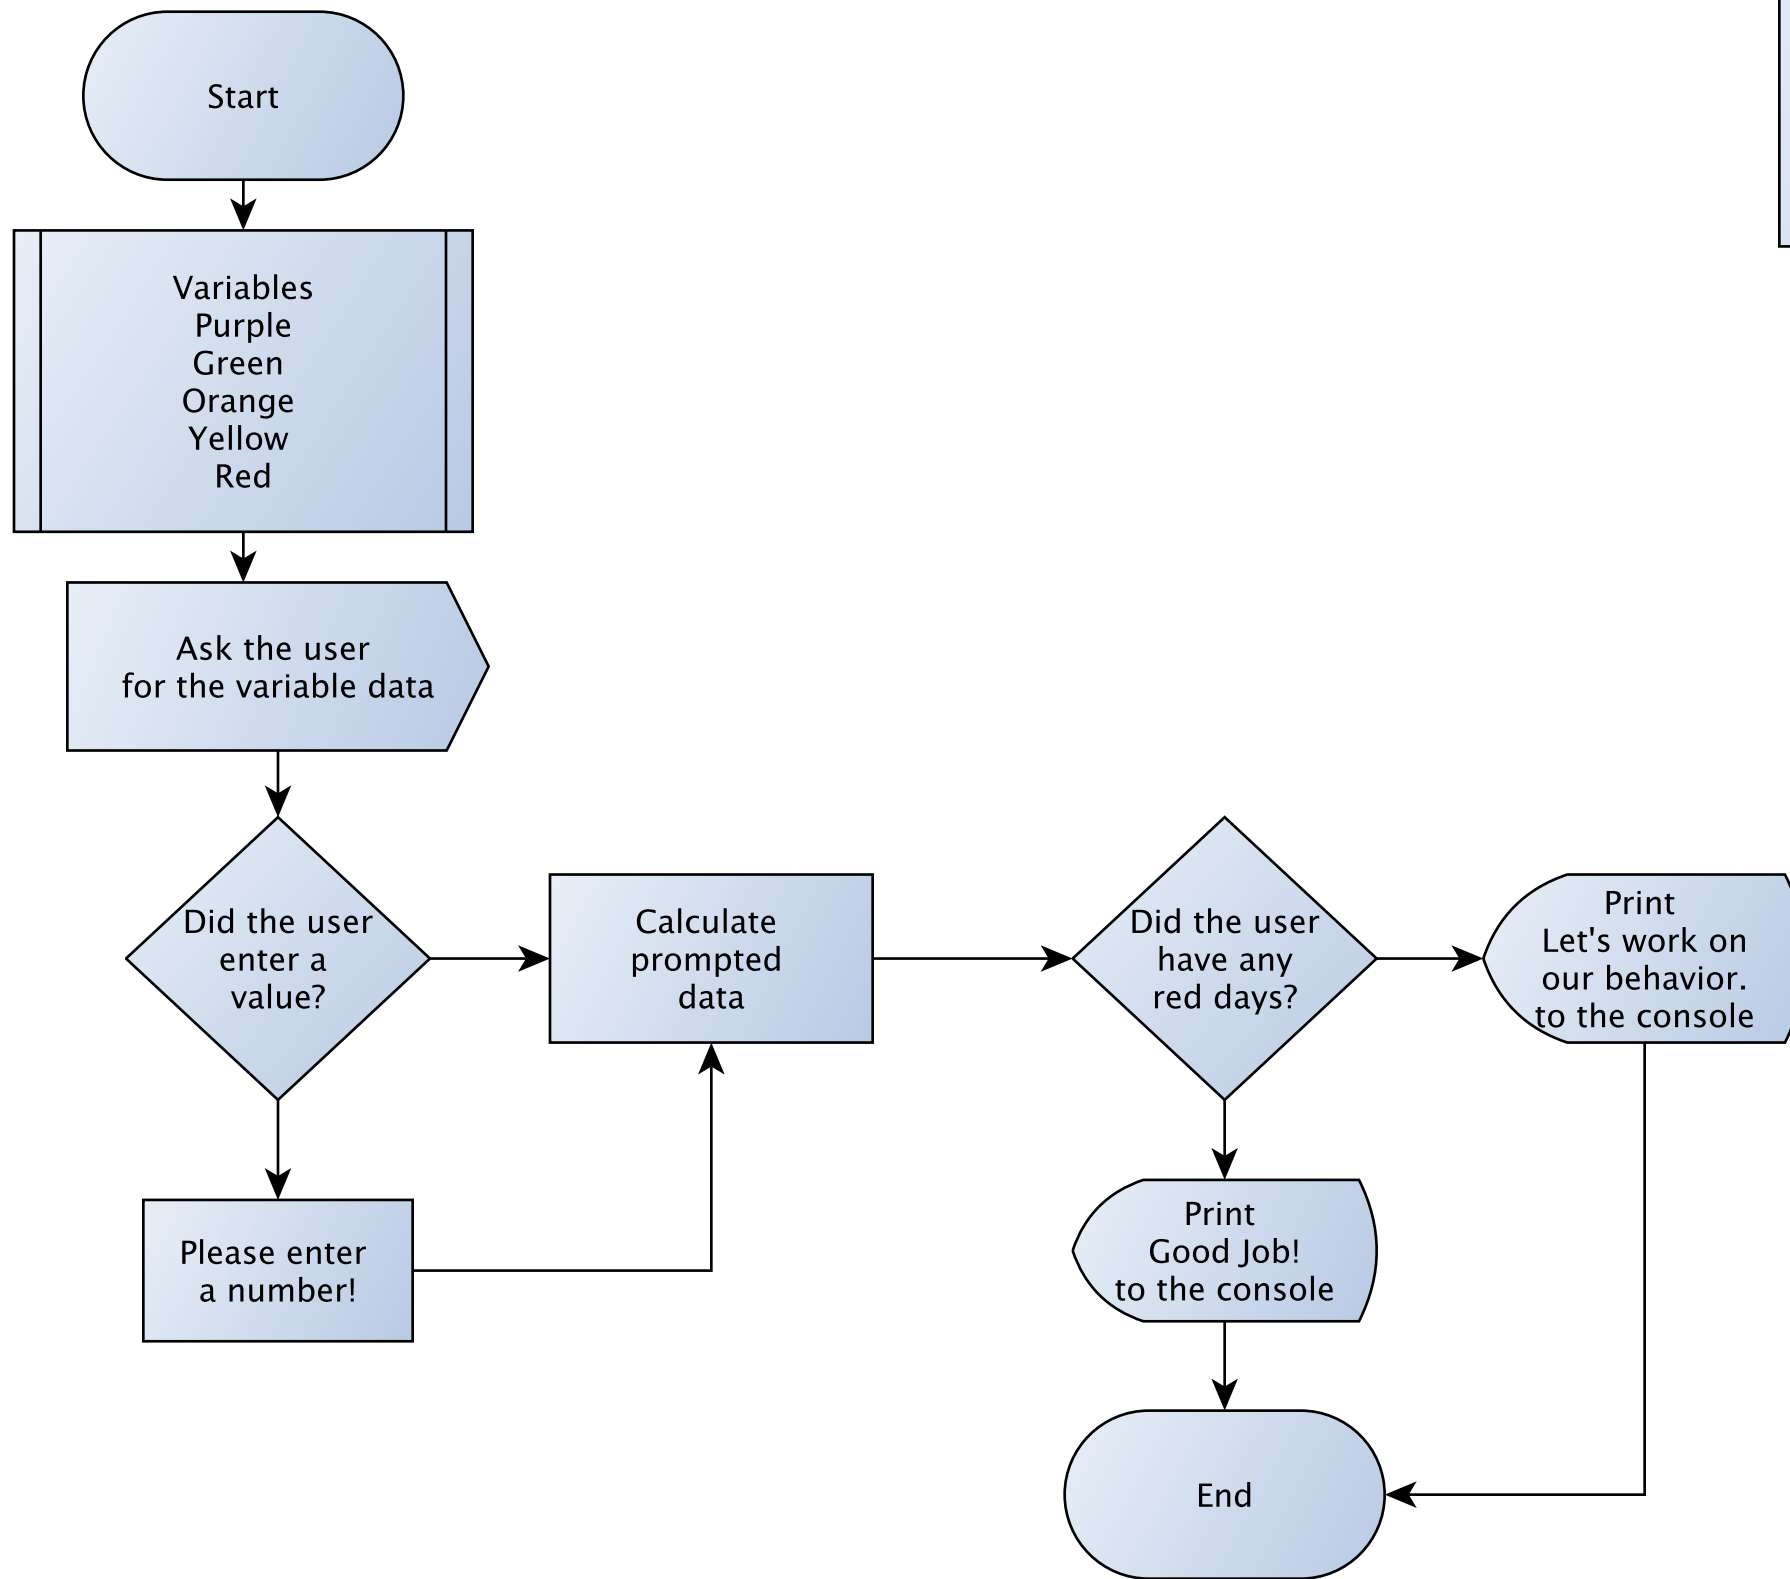 Start
Variables
Purple
Green
Orange
Yellow
Red
Ask the user
for the variable data
Did the user
enter a
value?
Calculate
prompted
data
Did the user
have any
red days?
Print
Let's work on
our behavior.
to the console
Please enter
a number!
Print
Good Job!
to the console
End